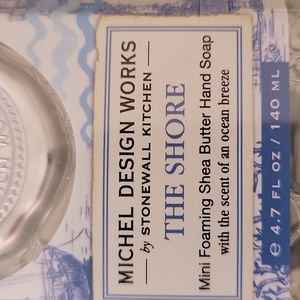 MICHEL DESIGN WORKS
by STONEWALL KITCHEN
THE SHORE
Mini Foaming Shea Butter Hand Soap
with the scent of an ocean breeze
e 4.7 FL OZ / 140 ML